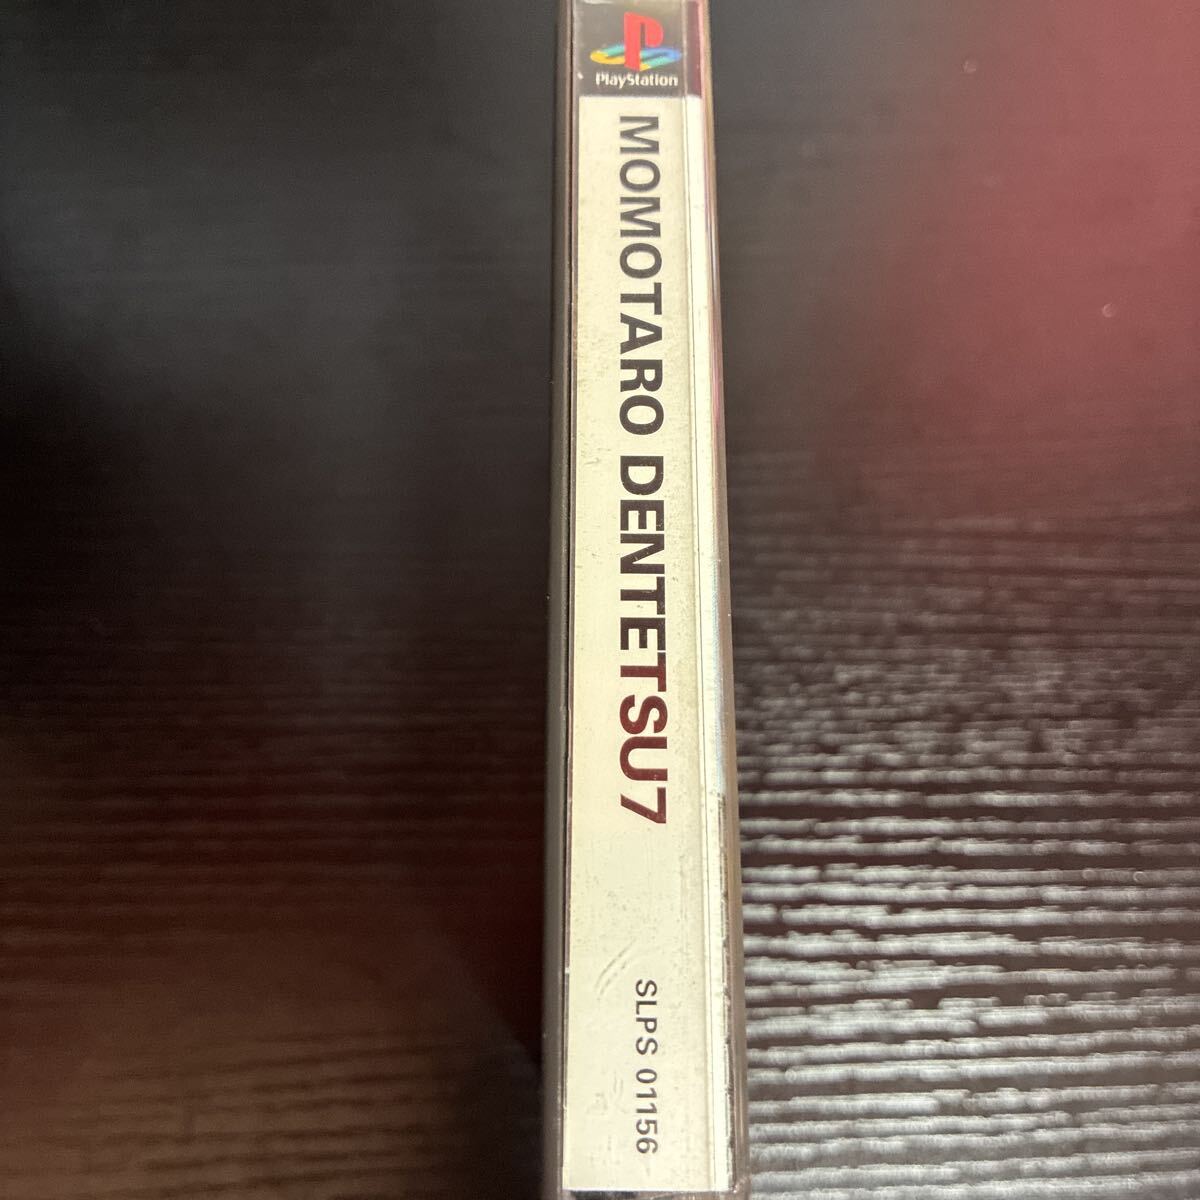 PlayStation
MOMOTARO DENTETSU7
SLPS 01156